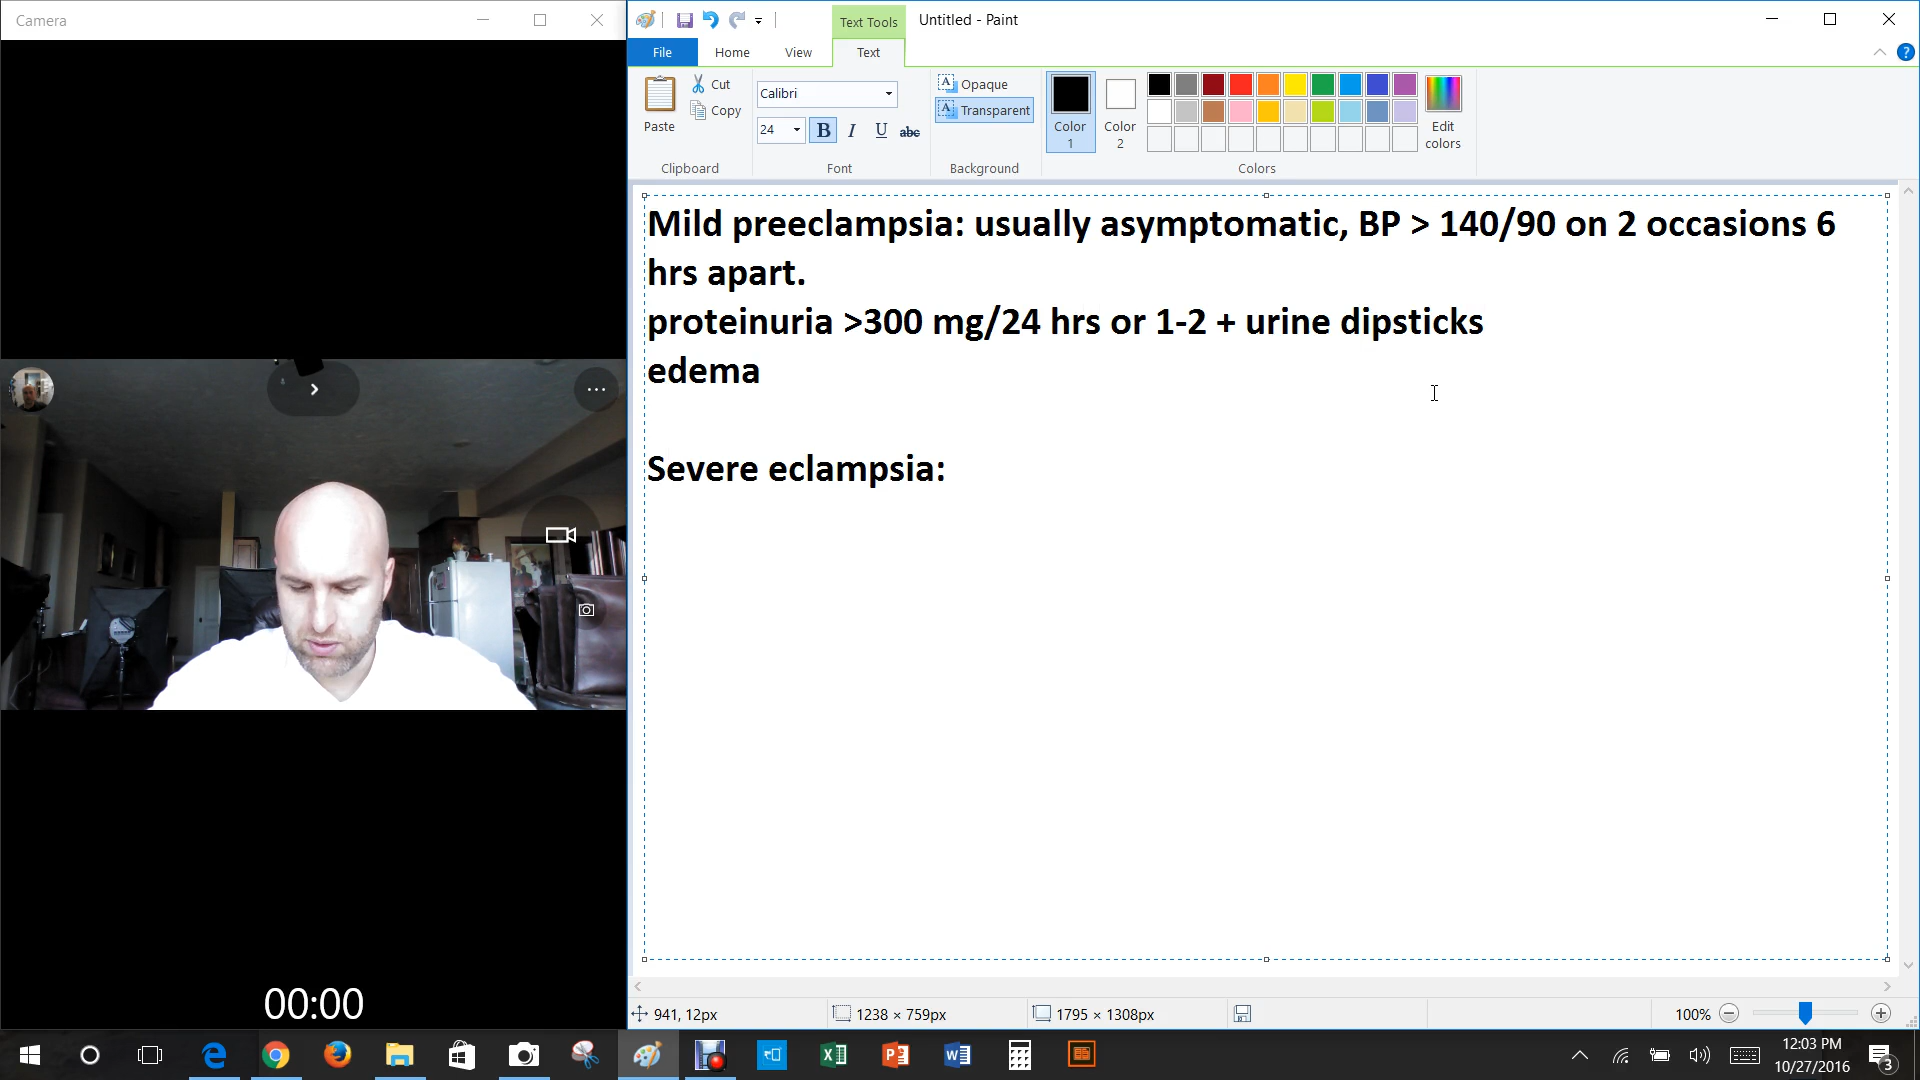 Camera
Text Tools
Untitled - Paint
File
Home
View
Text
Paste
Cut
Copy
Clipboard
Calibri
24
B
I
U
abc
Font
Opaque
Transparent
Background
Color 1
Color 2
Edit colors
Colors
Mild preeclampsia: usually asymptomatic, BP > 140/90 on 2 occasions 6
hrs apart.
proteinuria >300 mg/24 hrs or 1-2 + urine dipsticks
edema
Severe eclampsia:
00:00
941, 12px
1238 × 759px
1795 × 1308px
100%
12:03 PM
10/27/2016
3